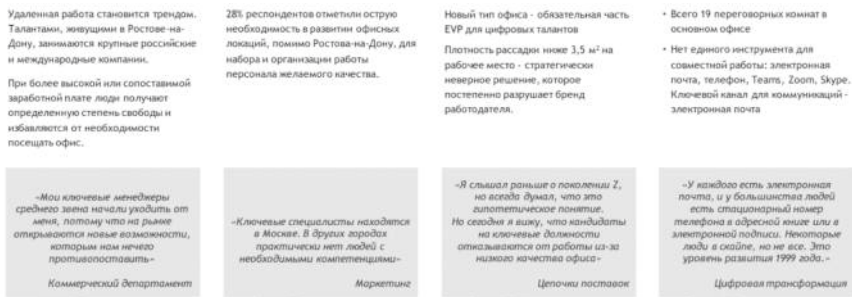 Удаленная работа становится трендом.
Талантами, живущими в Ростове-на-
Дону, занимаются крупные российские
и международные компании.
При более высокой или сопоставимой
заработной плате люди получают
определенную степень свободы и
избавляются от необходимости
посещать офис.
28% респондентов отметили острую
необходимость в развитии офисных
локаций, помимо Ростова-на-Дону, для
набора и организации работы
персонала желаемого качества.
Новый тип офиса - обязательная часть
EVP для цифровых талантов
Плотность рассадки ниже 3,5 м² на
рабочее место - стратегически
неверное решение, которое
постепенно разрушает бренд
работодателя.
• Всего 19 переговорных комнат в
основном офисе
• Нет единого инструмента для
совместной работы: электронная
почта, телефон, Teams, Zoom, Skype.
Ключевой канал для коммуникаций -
электронная почта
«Мои ключевые менеджеры
среднего звена начали уходить от
меня, потому что на рынке
открываются новые возможности,
которым нам нечего
противопоставить»
Коммерческий департамент
«Ключевые специалисты находятся
в Москве. В других городах
практически нет людей с
необходимыми компетенциями»
Маркетинг
«Я слышал раньше о поколении Z,
но всегда думал, что это
гипотетическое понятие.
Но сегодня я вижу, что кандидаты
на ключевые должности
отказываются от работы из-за
низкого качества офиса»
Цепочки поставок
«У каждого есть электронная
почта, и у большинства людей
есть стационарный номер
телефона в адресной книге или в
электронной подписи. Некоторые
люди в скайпе, но не все. Это
уровень развития 1999 года.»
Цифровая трансформация